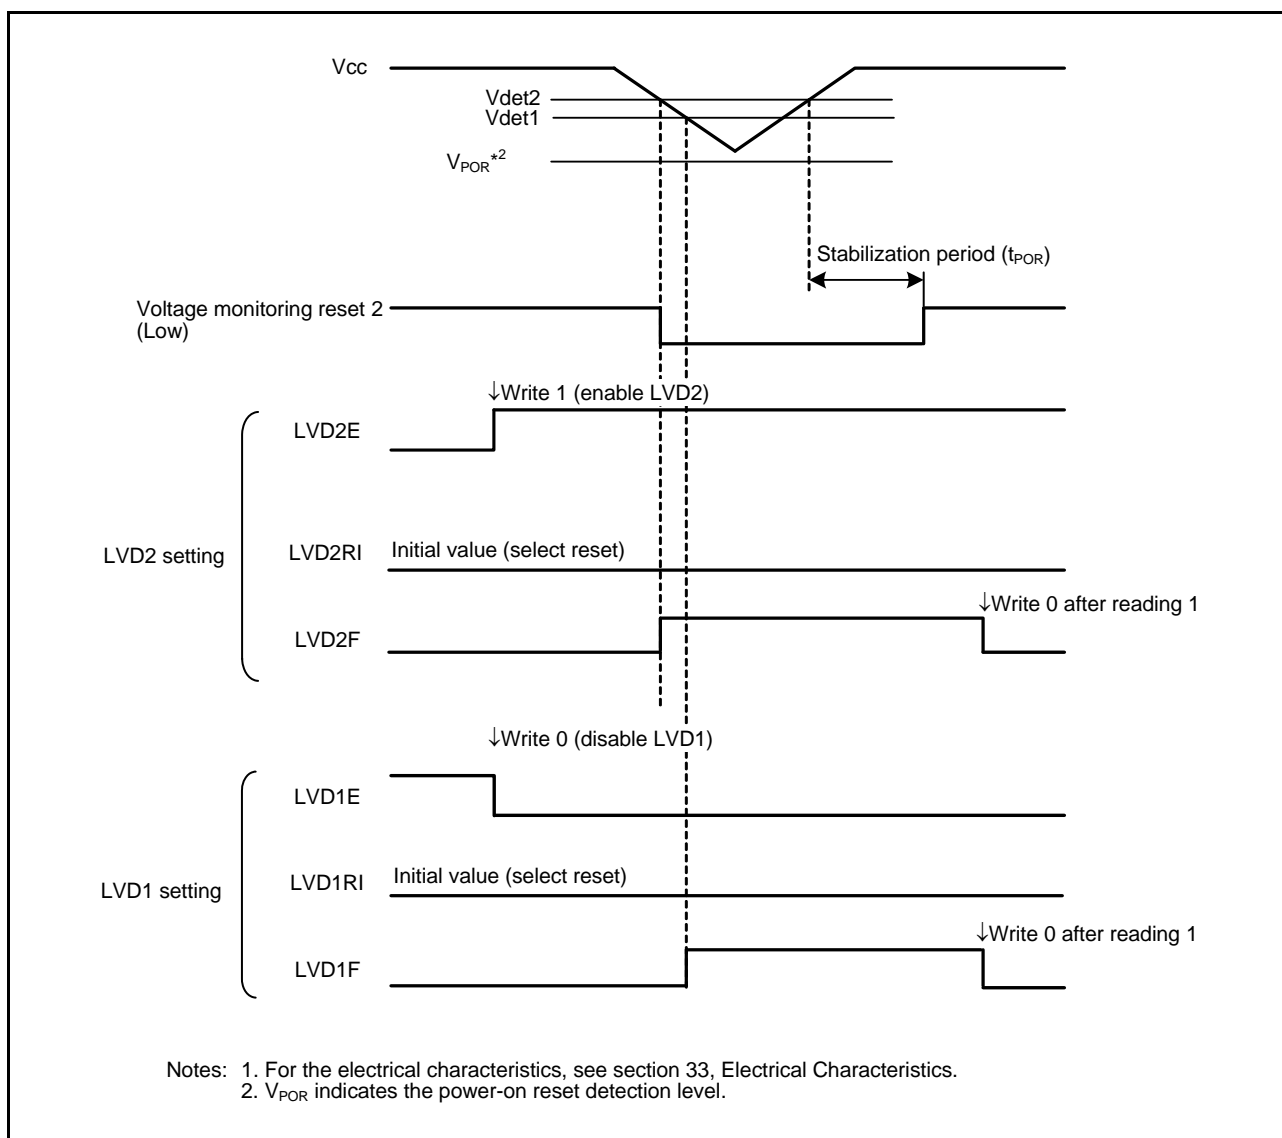 Vcc
Vdet2
Vdet1
VPOR*2
Stabilization period (tPOR)
Voltage monitoring reset 2
(Low)
↓Write 1 (enable LVD2)
LVD2E
LVD2 setting
LVD2RI
Initial value (select reset)
↓Write 0 after reading 1
LVD2F
↓Write 0 (disable LVD1)
LVD1E
LVD1 setting
LVD1RI
Initial value (select reset)
↓Write 0 after reading 1
LVD1F
Notes: 1. For the electrical characteristics, see section 33, Electrical Characteristics.
2. VPOR indicates the power-on reset detection level.